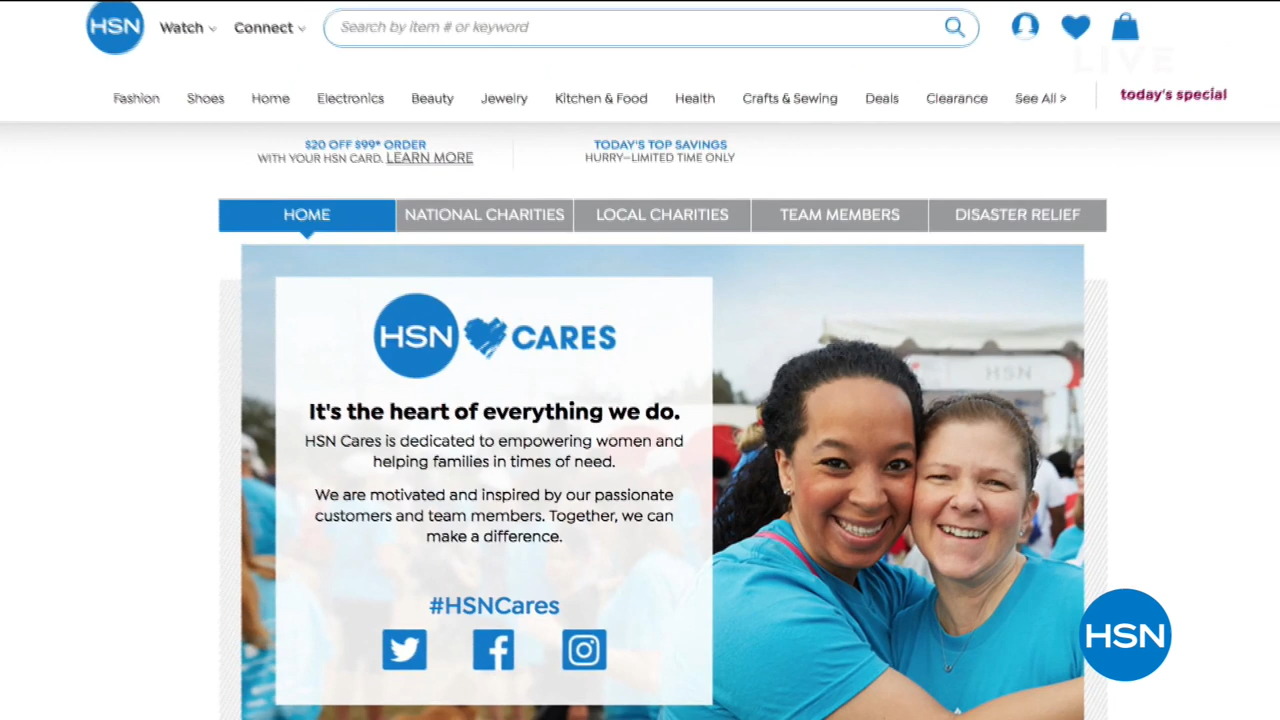 HSN
Watch
Connect
Search by item # or keyword
LIVE
Fashion
Shoes
Home
Electronics
Beauty
Jewelry
Kitchen & Food
Health
Crafts & Sewing
Deals
Clearance
See All >
today's special
$20 OFF $99* ORDER
WITH YOUR HSN CARD. LEARN MORE
TODAY'S TOP SAVINGS
HURRY—LIMITED TIME ONLY
HOME
NATIONAL CHARITIES
LOCAL CHARITIES
TEAM MEMBERS
DISASTER RELIEF
HSN CARES
It's the heart of everything we do.
HSN Cares is dedicated to empowering women and
helping families in times of need.
We are motivated and inspired by our passionate
customers and team members. Together, we can
make a difference.
#HSNCares
HSN
HSN